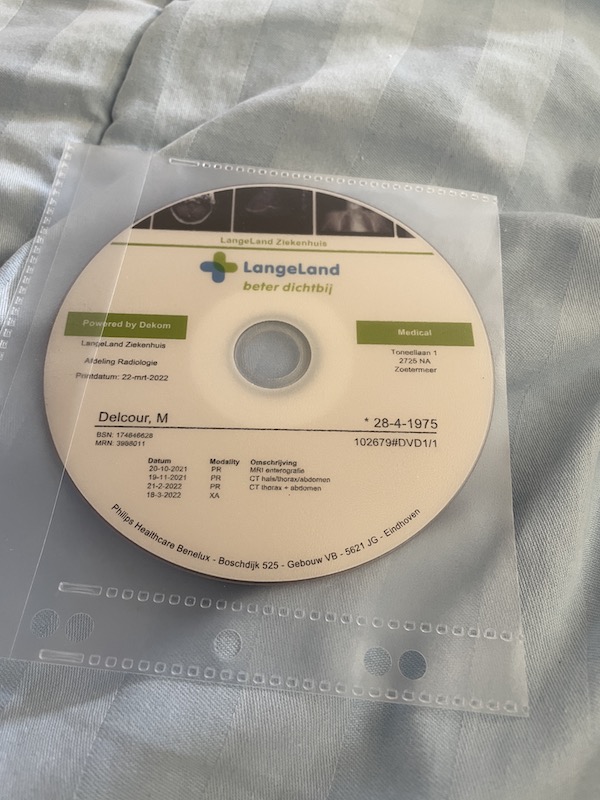 LangeLand Ziekenhuis
LangeLand
beter dichtbij
Powered by Dekom
Medical
LangeLand Ziekenhuis
Afdeling Radiologie
Printdatum: 22-mrt-2022
Toneellaan 1
2725 NA
Zoetermeer
Delcour, M
* 28-4-1975
BSN: 174646628
MRN: 3998011
102679#DVD1/1
Datum Modality Omschrijving
20-10-2021 PR MRI enterografie
19-11-2021 PR CT hals/thorax/abdomen
21-2-2022 PR CT thorax + abdomen
18-3-2022 XA
Philips Healthcare Benelux - Boschdijk 525 - Gebouw VB - 5621 JG - Eindhoven